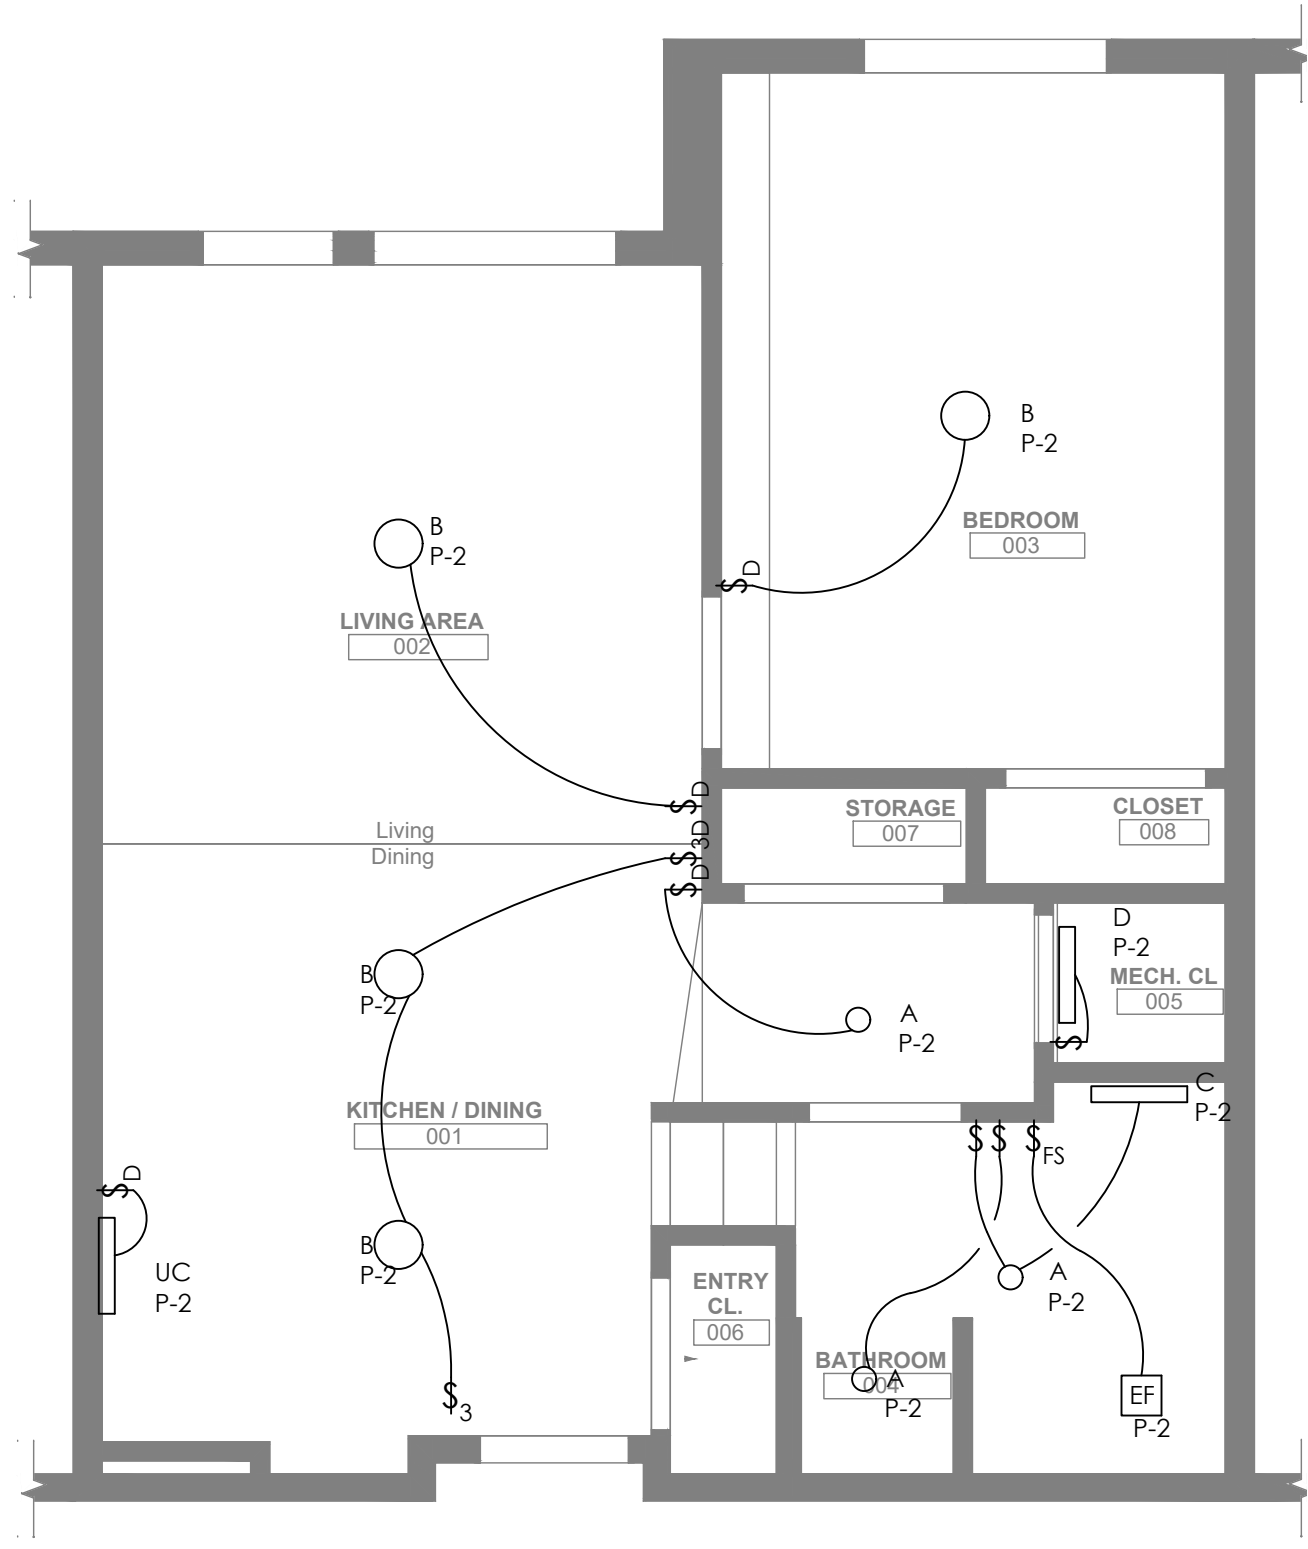 B
P-2
BEDROOM
003
B
P-2
$D
LIVING AREA
002
$D
STORAGE
007
CLOSET
008
Living
Dining
$3D
$D
D
P-2
MECH. CL
005
B
P-2
A
P-2
$
C
P-2
KITCHEN / DINING
001
$ $ $FS
$D
B
P-2
UC
P-2
ENTRY
CL.
006
A
P-2
BATHROOM
004
A
P-2
EF
P-2
$3